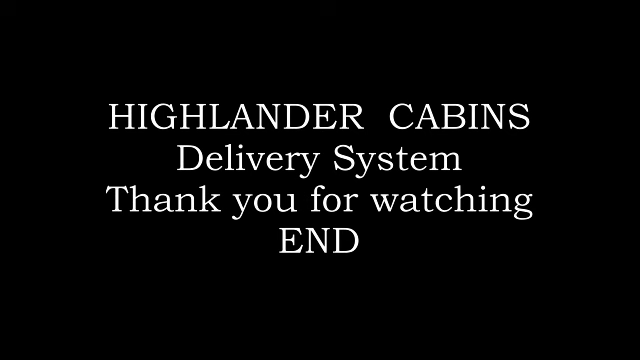 HIGHLANDER  CABINS
Delivery System
Thank you for watching
END